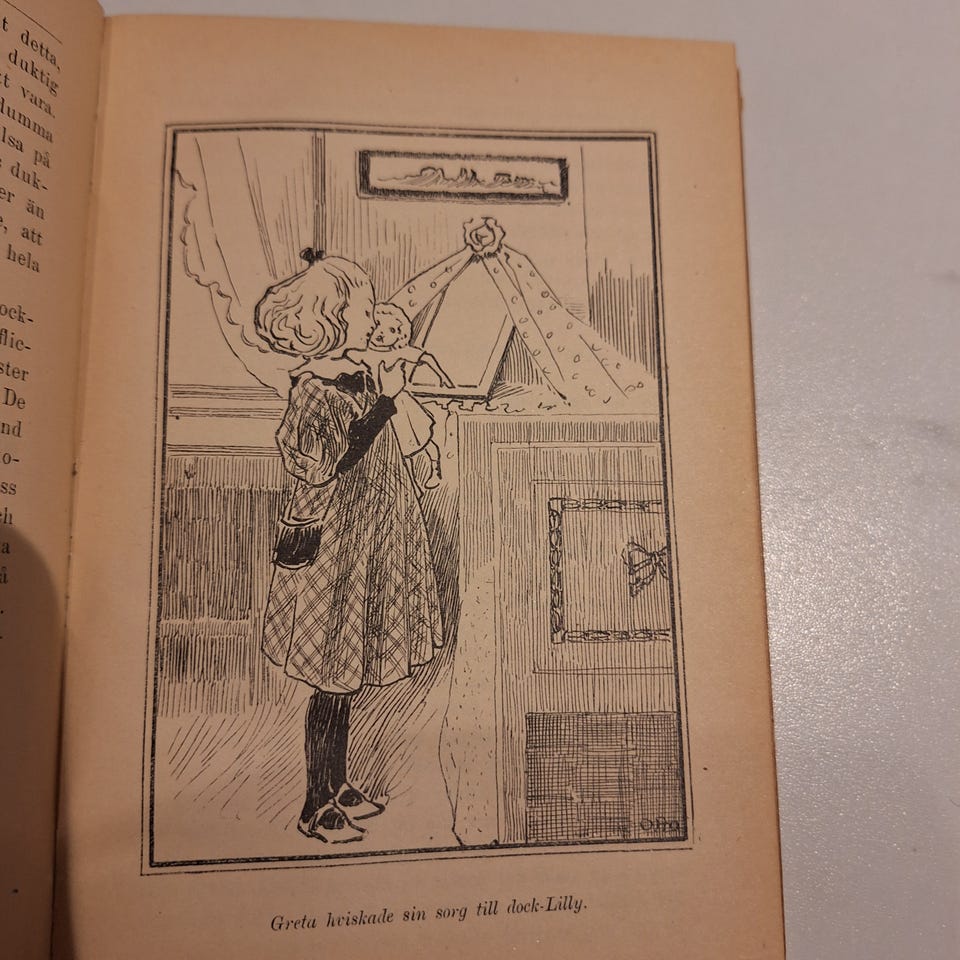 t detta,
duktig
t vara.
dumma
lsa på
duk-
er än
e, att
hela
ock-
flic-
ster
De
nd
o-
ss
ch
a
å
.
.
Greta hviskade sin sorg till dock-Lilly.